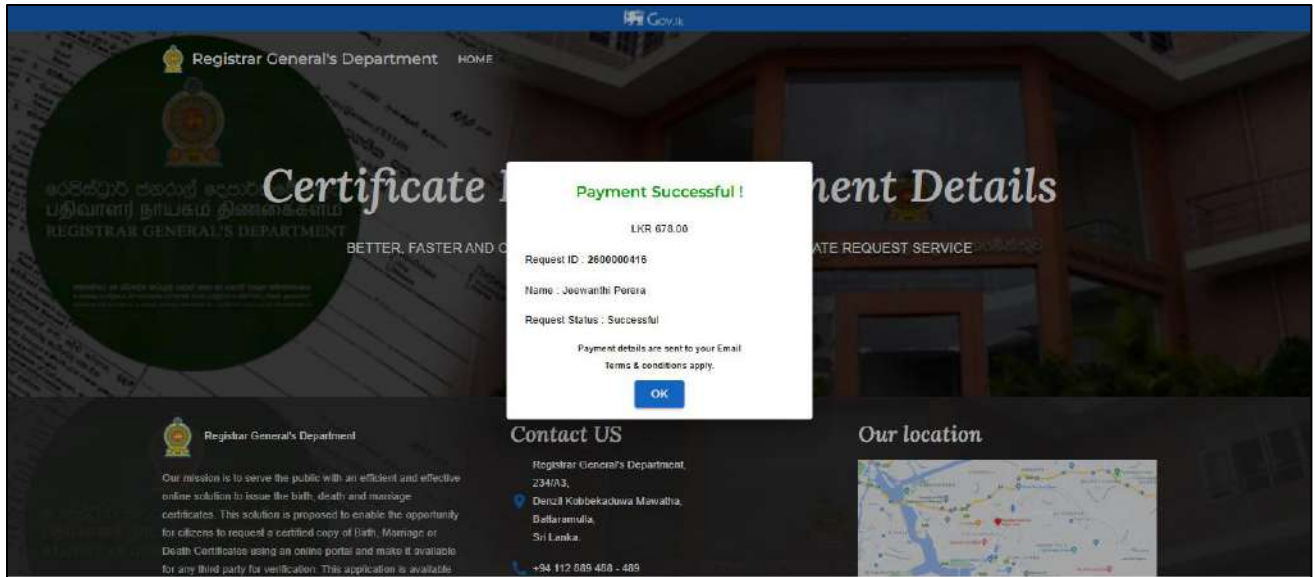 Gov.lk
Registrar General's Department HOME
රෙජිස්ට්‍රාර් ජනරාල්
பதிவாளர் நாயகம் திணைக்களம்
REGISTRAR GENERAL'S DEPARTMENT
Certificate
ment Details
BETTER, FASTER AND
ATE REQUEST SERVICE
Payment Successful !
LKR 678.00
Request ID : 2600000416
Name : Jeewanthi Perera
Request Status : Successful
Payment details are sent to your Email
Terms & conditions apply.
OK
Registrar General's Department
Our mission is to serve the public with an efficient and effective
online solution to issue the birth, death and marriage
certificates. This solution is proposed to enable the opportunity
for citizens to request a certified copy of Birth, Marriage or
Death Certificates using an online portal and make it available
for any third party for verification. This application is available
Contact US
Registrar General's Department,
234/A3,
Denzil Kobbekaduwa Mawatha,
Battaramulla,
Sri Lanka.
+94 112 889 488 - 489
Our location